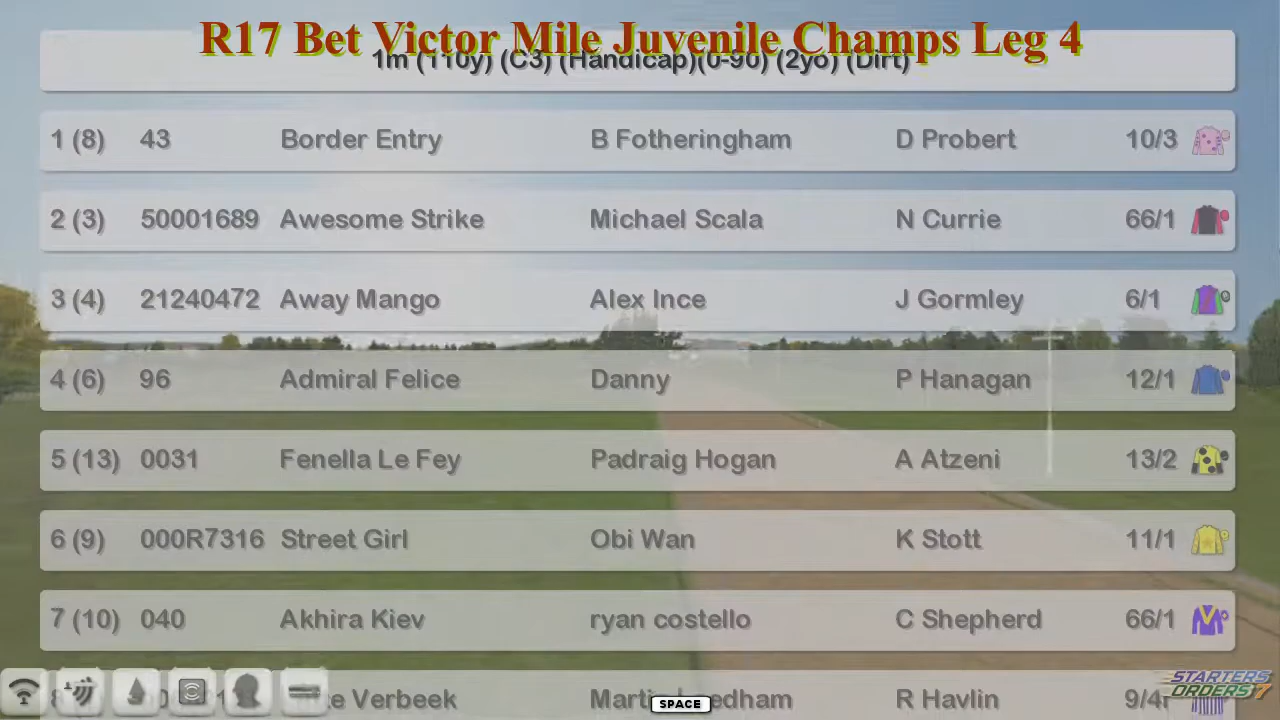 R17 Bet Victor Mile Juvenile Champs Leg 4
1m (110y) (C3) (Handicap)(0-90) (2yo) (Dirt)
1 (8) 43 Border Entry B Fotheringham D Probert 10/3
2 (3) 50001689 Awesome Strike Michael Scala N Currie 66/1
3 (4) 21240472 Away Mango Alex Ince J Gormley 6/1
4 (6) 96 Admiral Felice Danny P Hanagan 12/1
5 (13) 0031 Fenella Le Fey Padraig Hogan A Atzeni 13/2
6 (9) 000R7316 Street Girl Obi Wan K Stott 11/1
7 (10) 040 Akhira Kiev ryan costello C Shepherd 66/1
Verbeek R Havlin
SPACE
STARTERS ORDERS 7